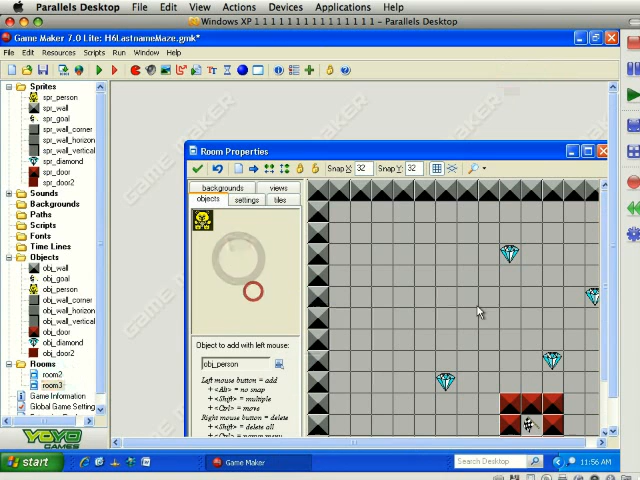 Parallels Desktop File Edit View Actions Devices Applications Help
Windows XP 1 1 1 1 1 1 1 1 1 1 1 1 1 1 - Parallels Desktop
Game Maker 7.0 Lite: H6LastnameMaze.gmk*
File Edit Resources Scripts Run Window Help
Sprites
spr_person
spr_wall
spr_goal
spr_wall_corner
spr_wall_horizon
spr_wall_vertical
spr_diamond
spr_door
spr_door2
Sounds
Backgrounds
Paths
Scripts
Fonts
Time Lines
Objects
obj_wall
obj_goal
obj_person
obj_wall_corner
obj_wall_horizon
obj_wall_vertical
obj_door
obj_diamond
obj_door2
Rooms
room2
room3
Game Information
Global Game Setting
YOYO
GAMES
Room Properties
Snap X: 32 Snap Y: 32
backgrounds views
objects settings tiles
Object to add with left mouse:
obj_person
Left mouse button = add
+ <Alt> = no snap
+ <Shift> = multiple
+ <Ctrl> = move
Right mouse button = delete
+ <Shift> = delete all
start
Game Maker
Search Desktop
11:56 AM